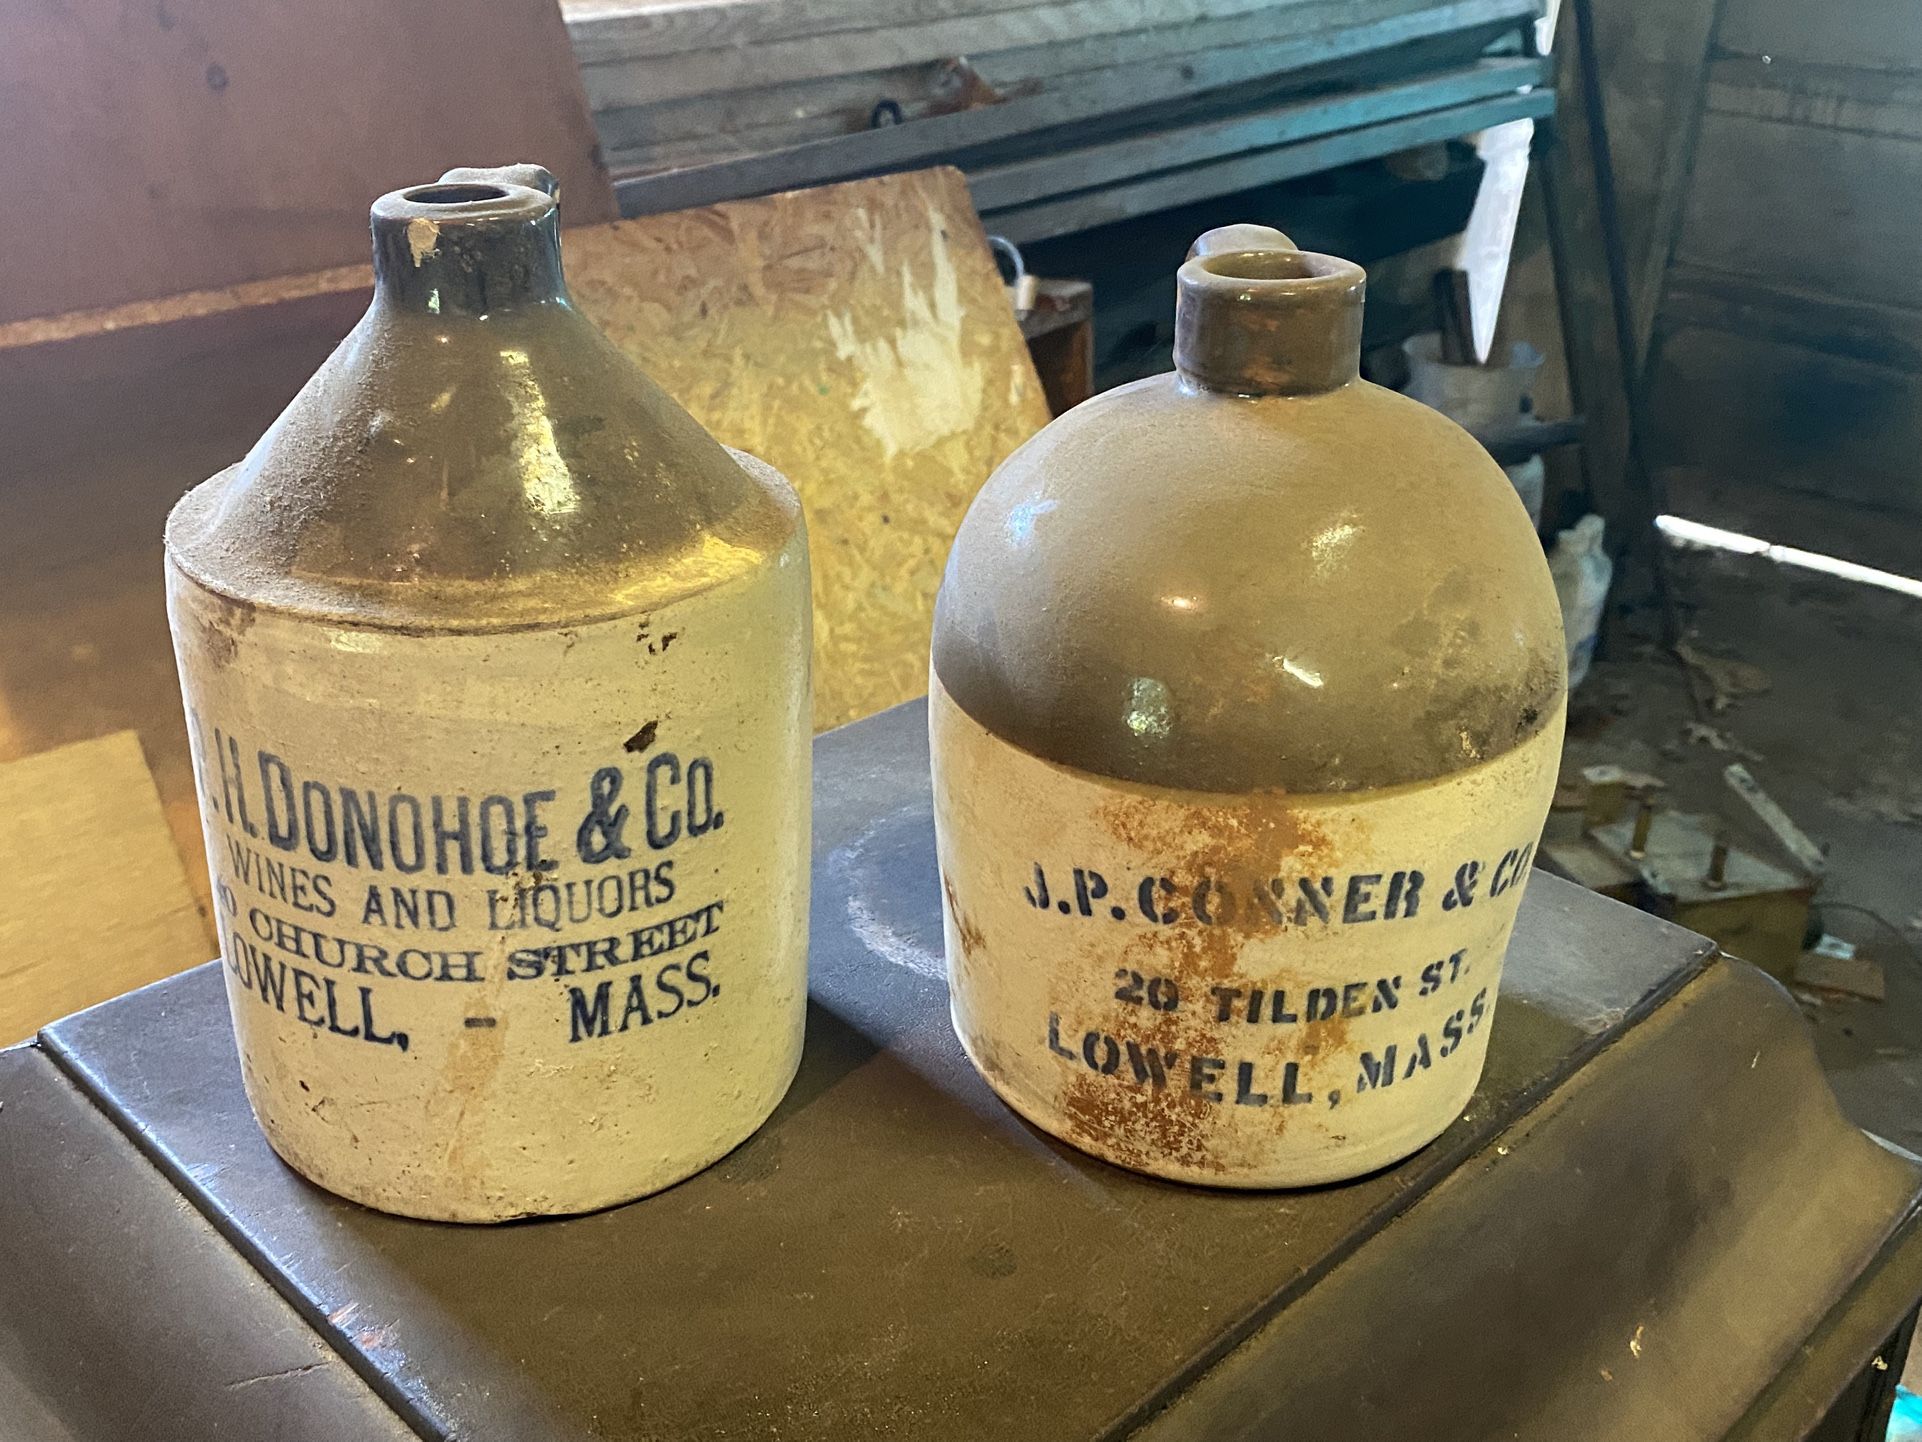 H. DONOHOE & CO.
WINES AND LIQUORS
CHURCH STREET
LOWELL, - MASS.
J.P. CONNER & CO.
20 TILDEN ST.
LOWELL, MASS.